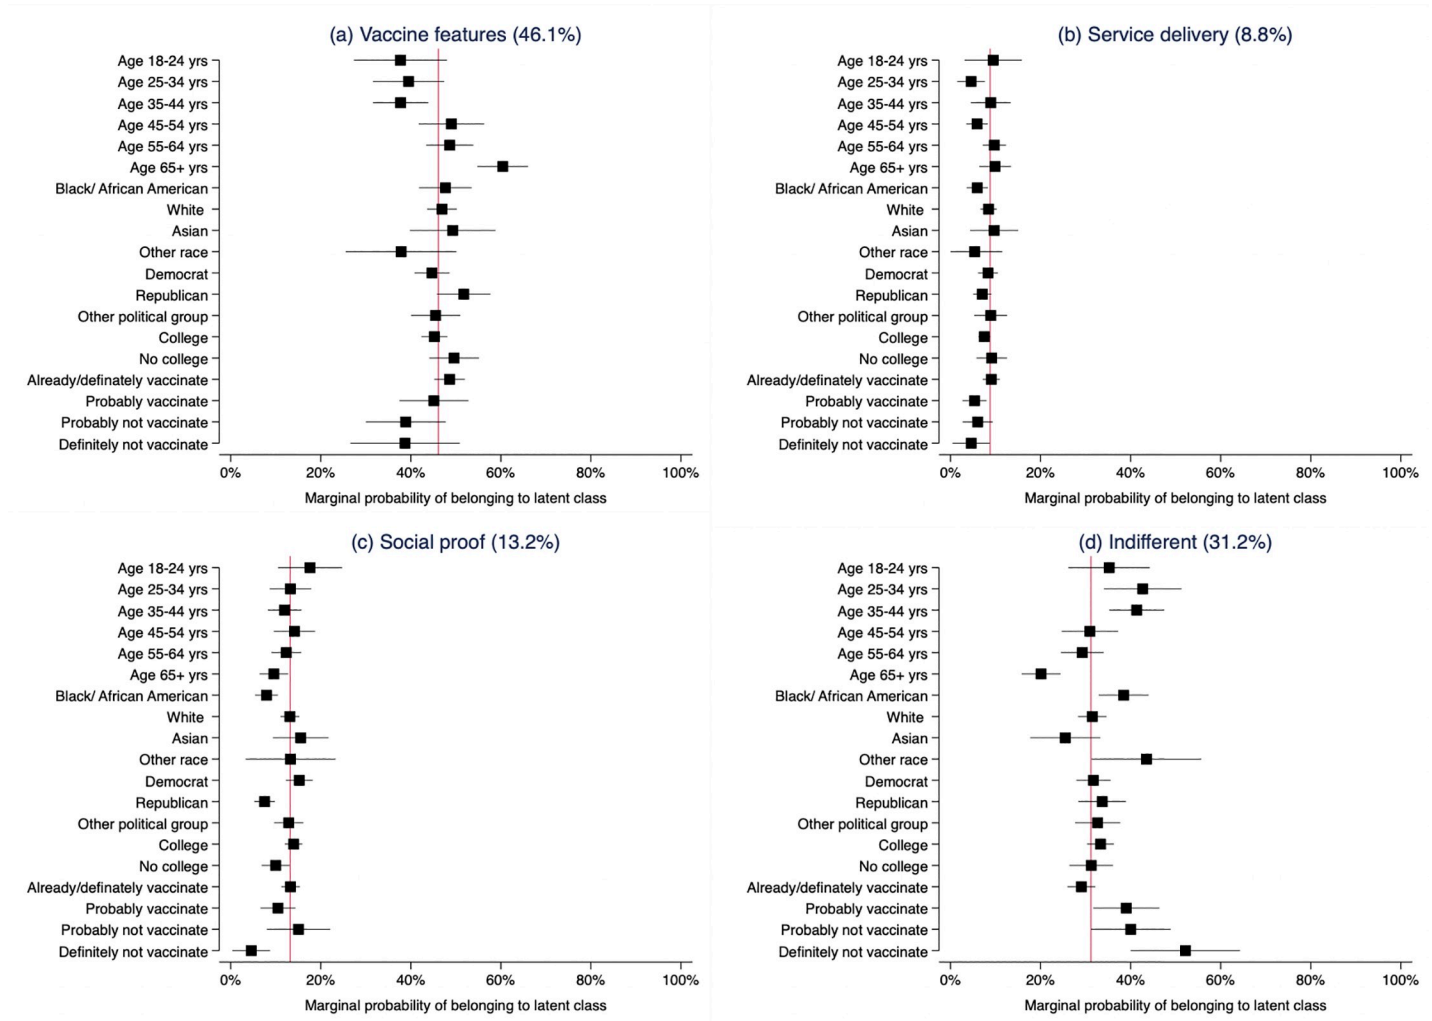 (a) Vaccine features (46.1%)
Age 18-24 yrs
Age 25-34 yrs
Age 35-44 yrs
Age 45-54 yrs
Age 55-64 yrs
Age 65+ yrs
Black/ African American
White
Asian
Other race
Democrat
Republican
Other political group
College
No college
Already/definately vaccinate
Probably vaccinate
Probably not vaccinate
Definitely not vaccinate
0% 20% 40% 60% 80% 100%
Marginal probability of belonging to latent class
(b) Service delivery (8.8%)
Age 18-24 yrs
Age 25-34 yrs
Age 35-44 yrs
Age 45-54 yrs
Age 55-64 yrs
Age 65+ yrs
Black/ African American
White
Asian
Other race
Democrat
Republican
Other political group
College
No college
Already/definately vaccinate
Probably vaccinate
Probably not vaccinate
Definitely not vaccinate
0% 20% 40% 60% 80% 100%
Marginal probability of belonging to latent class
(c) Social proof (13.2%)
Age 18-24 yrs
Age 25-34 yrs
Age 35-44 yrs
Age 45-54 yrs
Age 55-64 yrs
Age 65+ yrs
Black/ African American
White
Asian
Other race
Democrat
Republican
Other political group
College
No college
Already/definately vaccinate
Probably vaccinate
Probably not vaccinate
Definitely not vaccinate
0% 20% 40% 60% 80% 100%
Marginal probability of belonging to latent class
(d) Indifferent (31.2%)
Age 18-24 yrs
Age 25-34 yrs
Age 35-44 yrs
Age 45-54 yrs
Age 55-64 yrs
Age 65+ yrs
Black/ African American
White
Asian
Other race
Democrat
Republican
Other political group
College
No college
Already/definately vaccinate
Probably vaccinate
Probably not vaccinate
Definitely not vaccinate
0% 20% 40% 60% 80% 100%
Marginal probability of belonging to latent class